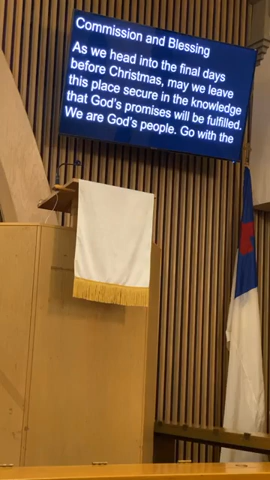 Commission and Blessing
As we head into the final days
before Christmas, may we leave
this place secure in the knowledge
that God's promises will be fulfilled.
We are God's people. Go with the